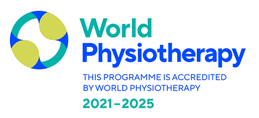 World
Physiotherapy
THIS PROGRAMME IS ACCREDITED
BY WORLD PHYSIOTHERAPY
2021–2025